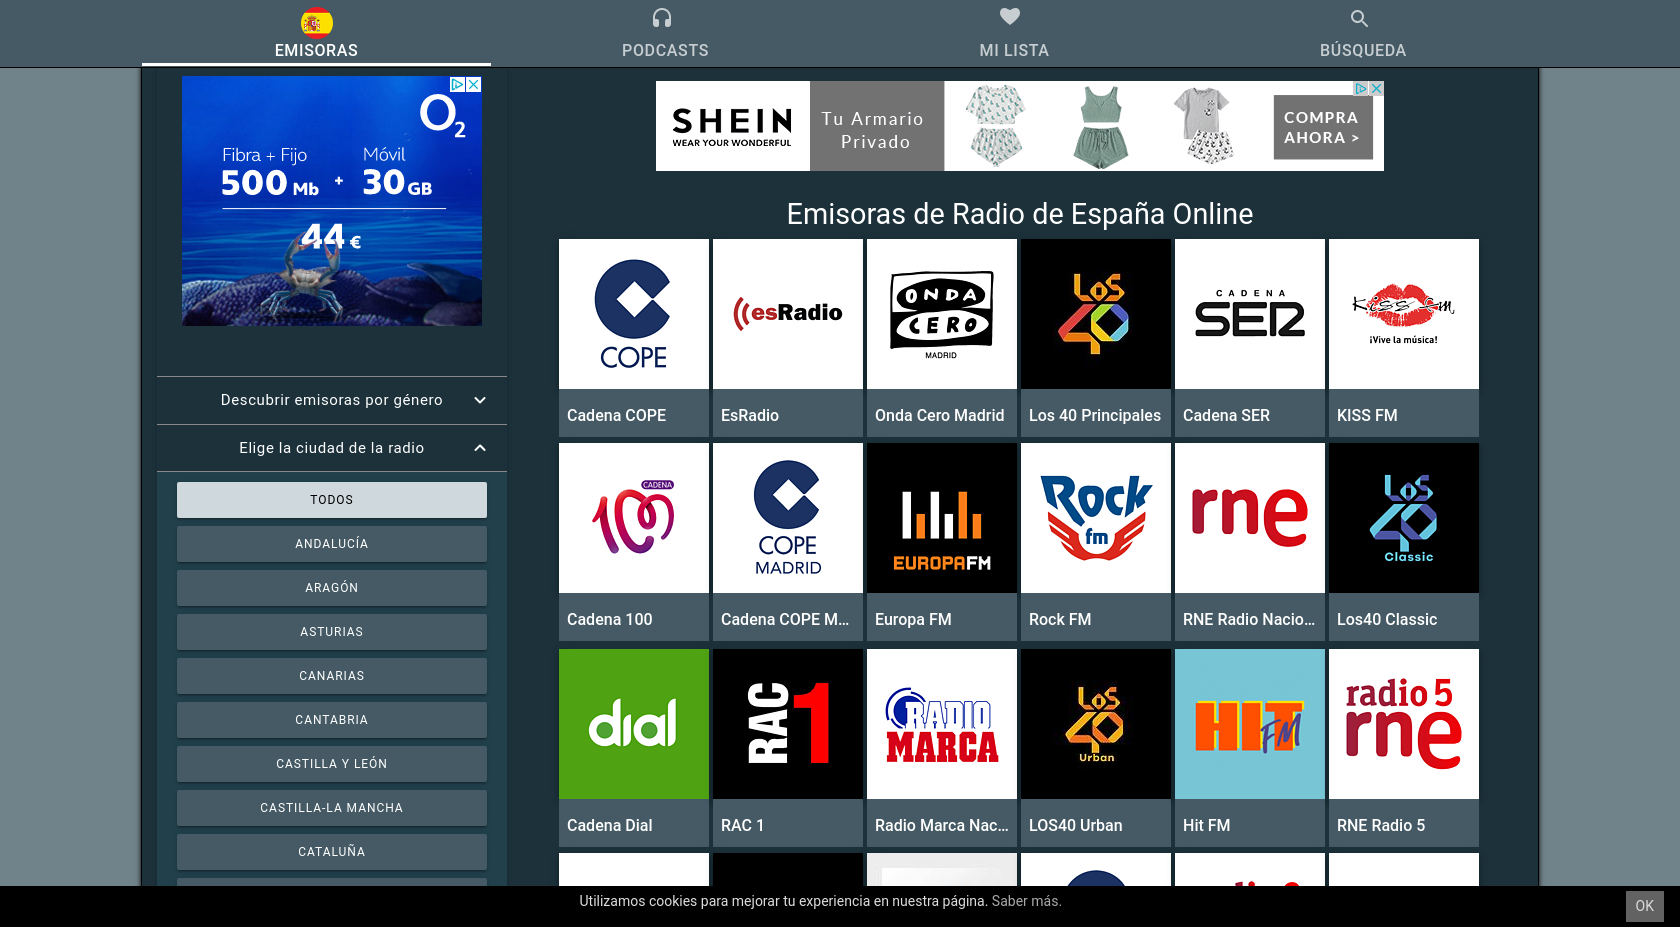 EMISORAS
PODCASTS
MI LISTA
BÚSQUEDA
O2
Fibra + Fijo
Móvil
500 Mb + 30 GB
44 €
SHEIN
WEAR YOUR WONDERFUL
Tu Armario
Privado
COMPRA
AHORA >
Emisoras de Radio de España Online
COPE
esRadio
ONDA
CERO
MADRID
LOS
40
CADENA
SER
Kiss fm
¡Vive la música!
Cadena COPE
EsRadio
Onda Cero Madrid
Los 40 Principales
Cadena SER
KISS FM
Descubrir emisoras por género
Elige la ciudad de la radio
TODOS
ANDALUCÍA
ARAGÓN
ASTURIAS
CANARIAS
CANTABRIA
CASTILLA Y LEÓN
CASTILLA-LA MANCHA
CATALUÑA
CADENA
100
COPE
MADRID
EUROPAFM
Rock
fm
rne
LOS
40
Classic
Cadena 100
Cadena COPE M...
Europa FM
Rock FM
RNE Radio Nacio...
Los40 Classic
dial
RAC
1
RADIO
MARCA
LOS
40
Urban
HIT
FM
radio 5
rne
Cadena Dial
RAC 1
Radio Marca Nac...
LOS40 Urban
Hit FM
RNE Radio 5
Utilizamos cookies para mejorar tu experiencia en nuestra página. Saber más.
OK